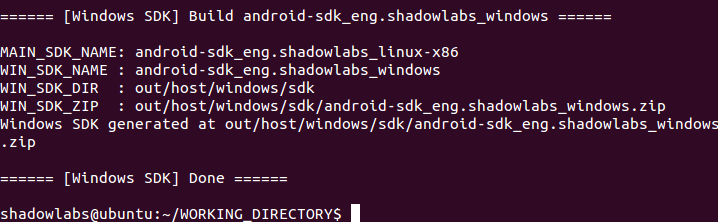 ====== [Windows SDK] Build android-sdk_eng.shadowlabs_windows ======
MAIN_SDK_NAME: android-sdk_eng.shadowlabs_linux-x86
WIN_SDK_NAME : android-sdk_eng.shadowlabs_windows
WIN_SDK_DIR  : out/host/windows/sdk
WIN_SDK_ZIP  : out/host/windows/sdk/android-sdk_eng.shadowlabs_windows.zip
Windows SDK generated at out/host/windows/sdk/android-sdk_eng.shadowlabs_windows
.zip
====== [Windows SDK] Done ======
shadowlabs@ubuntu:~/WORKING_DIRECTORY$